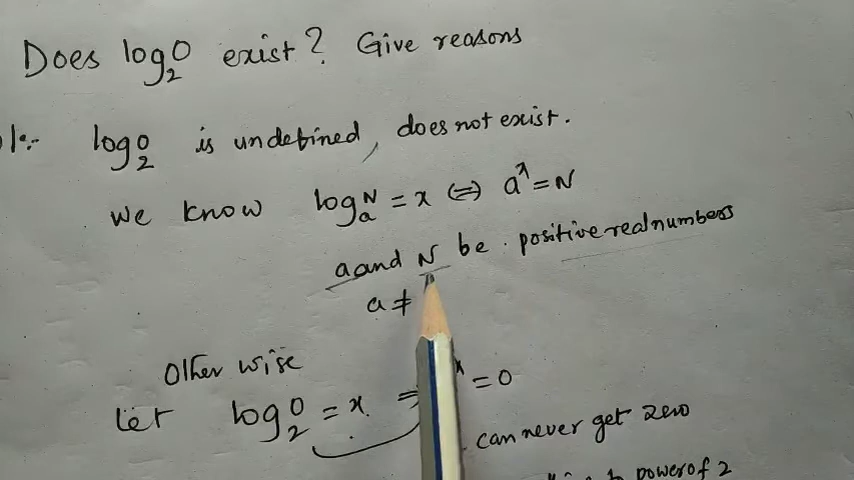 Does log₂0 exist? Give reasons
log₂0 is undefined, does not exist.
we know logₐN = x ⇔ aˣ = N
a and N be positive real numbers
a ≠
Other wise
Let log₂0 = x. ⇒ ˣ = 0
can never get zero
to power of 2